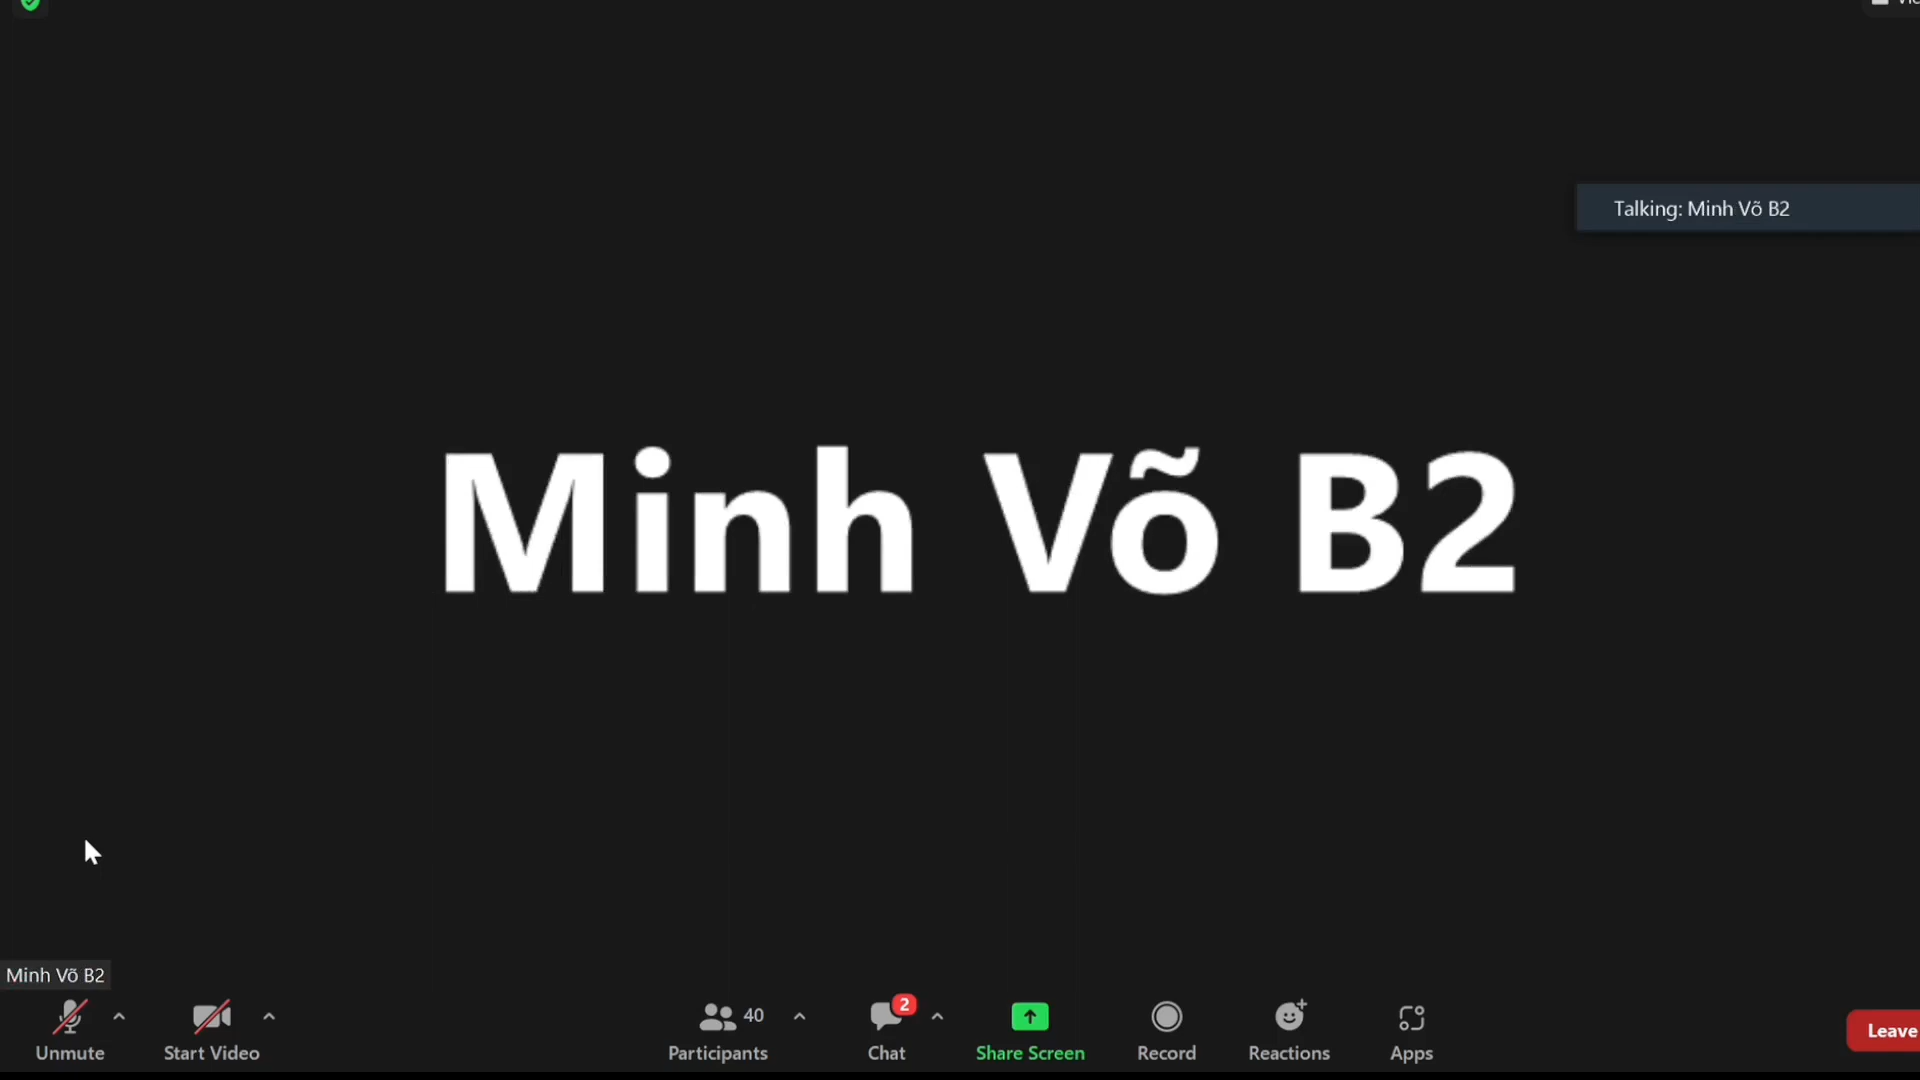 Talking: Minh Võ B2
Minh Võ B2
Minh Võ B2
Unmute
Start Video
40
Participants
2
Chat
Share Screen
Record
Reactions
Apps
Leave